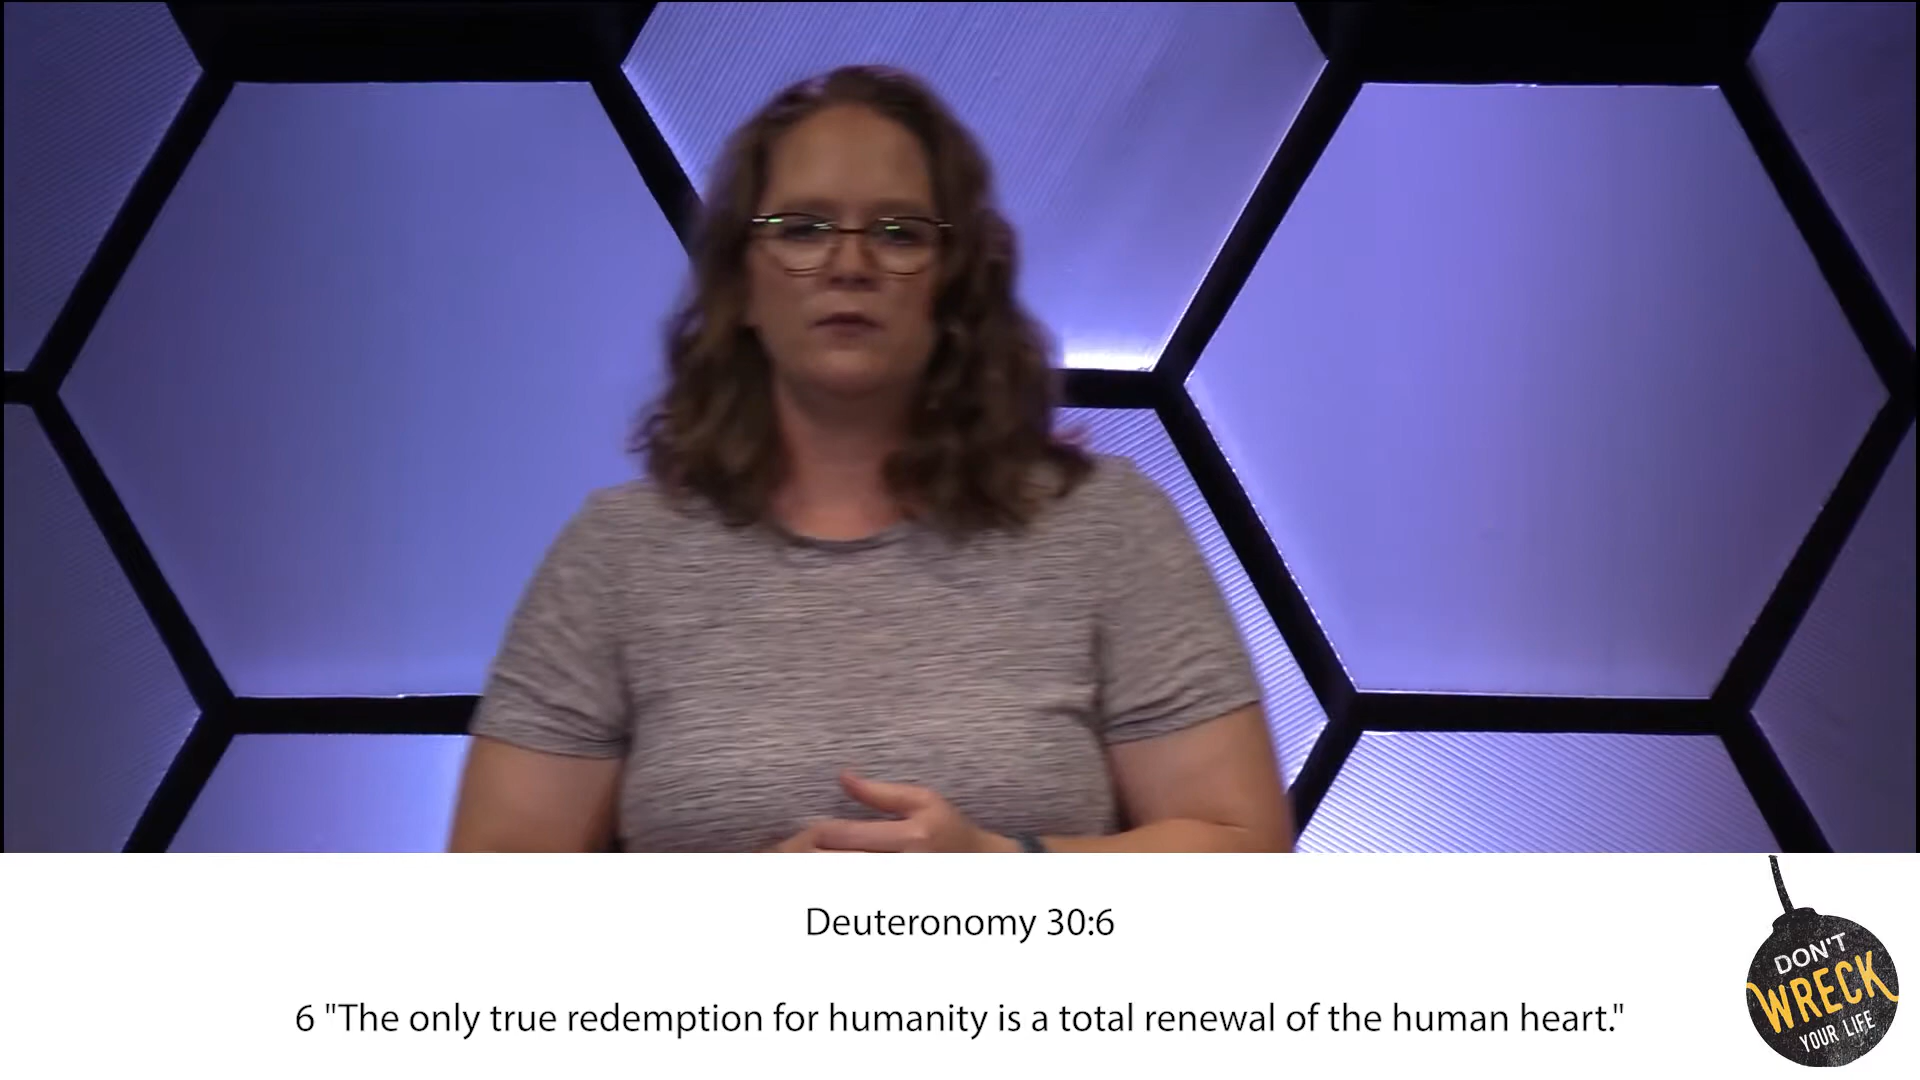 Deuteronomy 30:6
6 "The only true redemption for humanity is a total renewal of the human heart."
DON'T
WRECK
YOUR LIFE